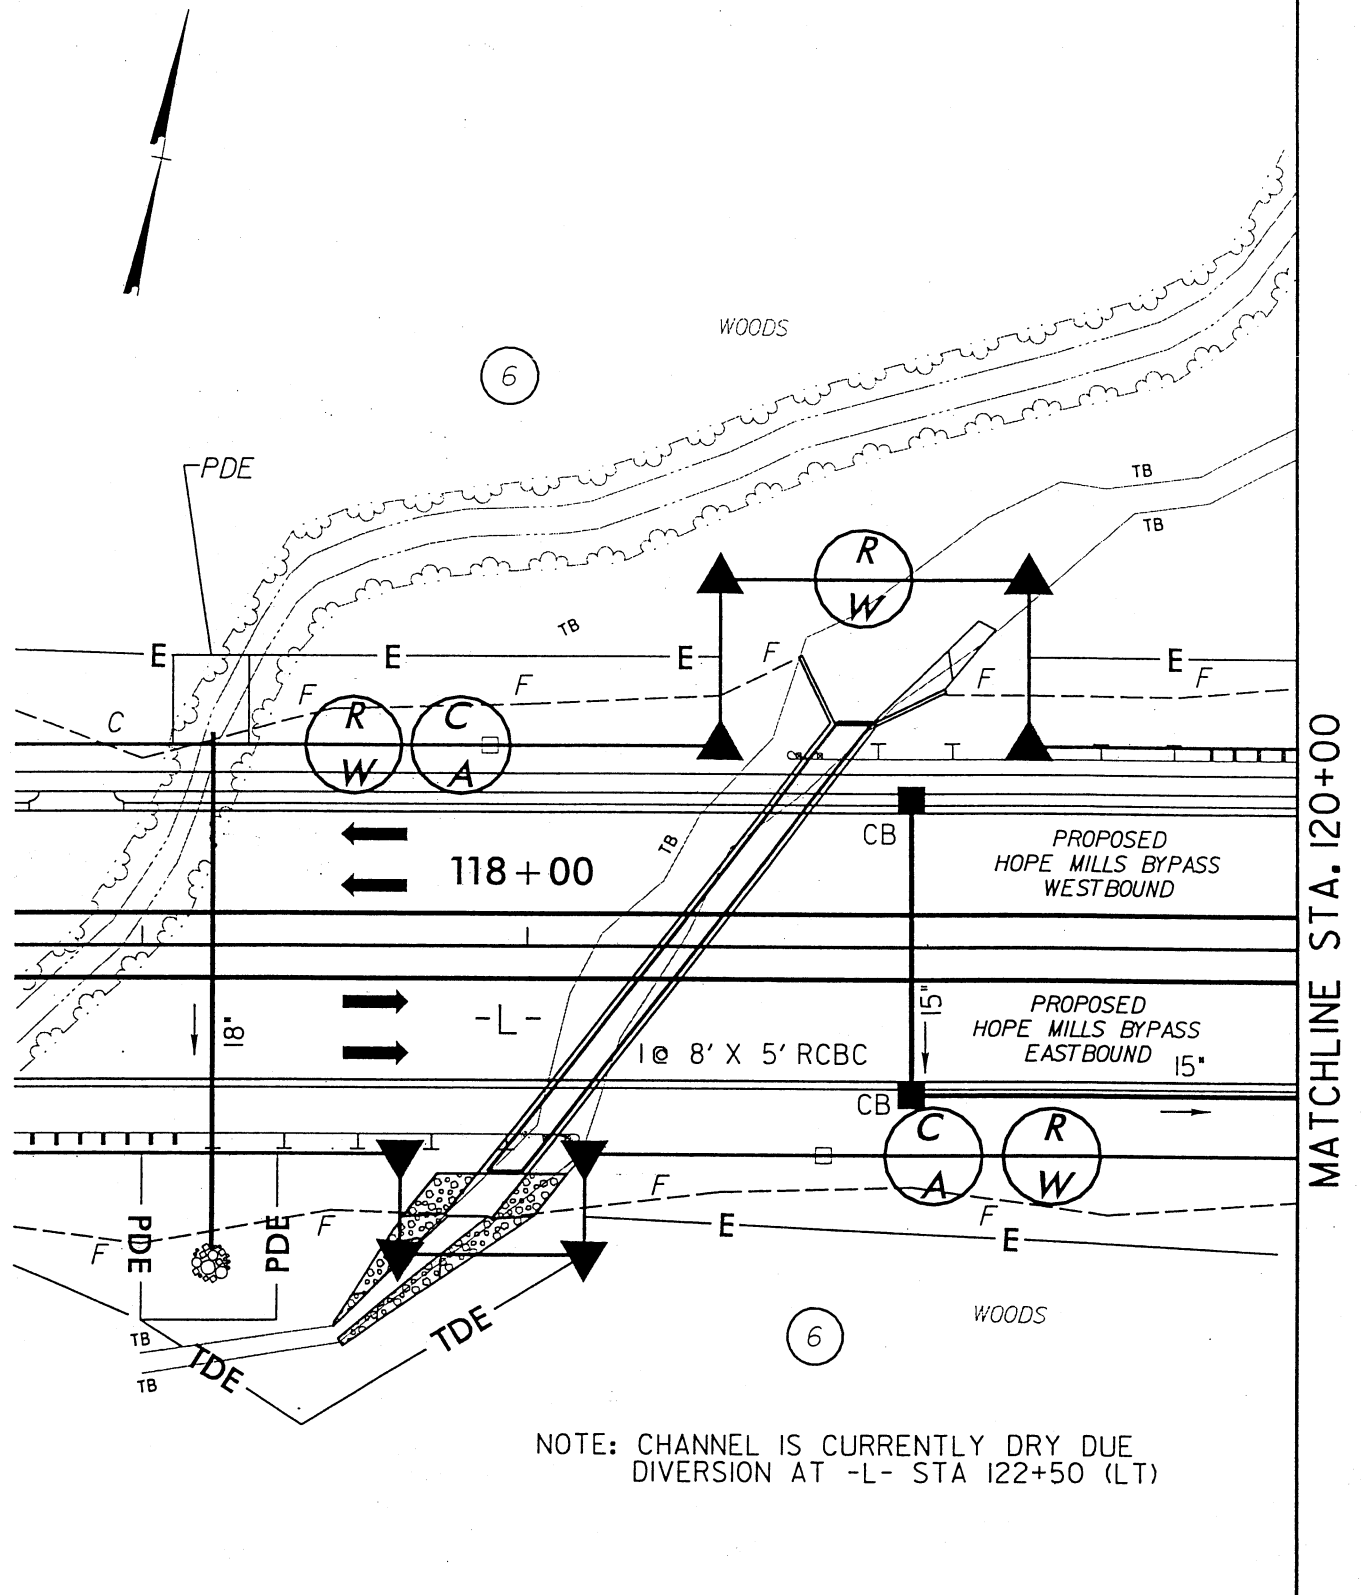 WOODS
6
PDE
TB
TB
R
W
TB
E
E
E
F
E
F
F
F
F
C
R
W
C
A
CB
TB
118+00
PROPOSED
HOPE MILLS BYPASS
WESTBOUND
MATCHLINE STA. 120+00
18"
-L-
15"
PROPOSED
HOPE MILLS BYPASS
EASTBOUND
1@ 8' X 5' RCBC
15"
CB
C
A
R
W
F
F
F
F
E
E
PDE
PDE
TDE
TDE
TB
TB
WOODS
6
NOTE: CHANNEL IS CURRENTLY DRY DUE
DIVERSION AT -L- STA 122+50 (LT)